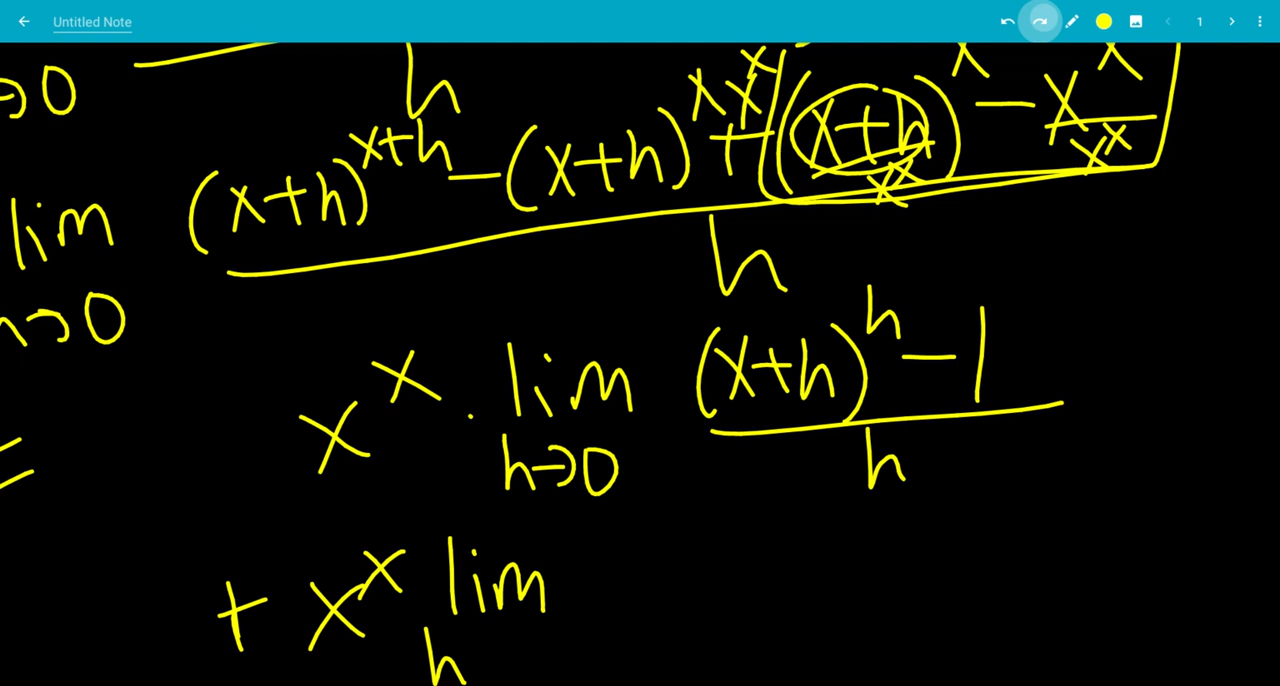 Untitled Note
1
→0
h
(x+h)^{x+h} - (x+h)^x + x^x((x+h)^x - x^x
x^x x^x
lim
h→0
h
x^x · lim (x+h)^h - 1
h→0 h
=
+ x^x lim
h